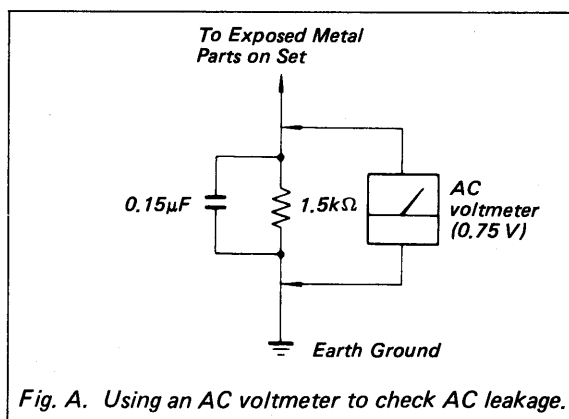 To Exposed Metal
Parts on Set
0.15µF
1.5kΩ
AC
voltmeter
(0.75 V)
Earth Ground
Fig. A. Using an AC voltmeter to check AC leakage.